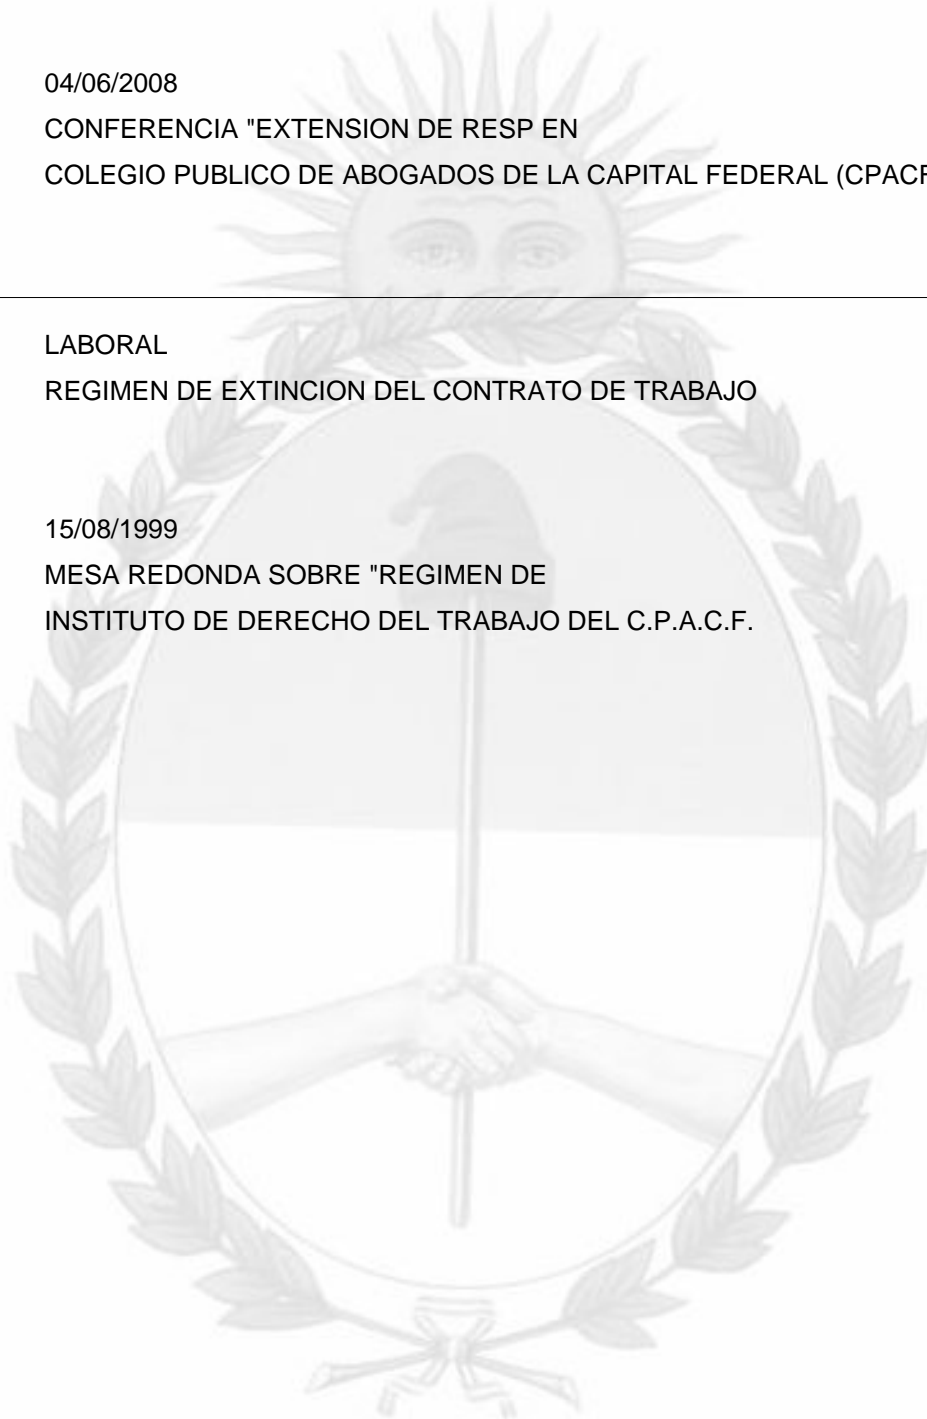 04/06/2008
CONFERENCIA "EXTENSION DE RESP EN
COLEGIO PUBLICO DE ABOGADOS DE LA CAPITAL FEDERAL (CPACF
LABORAL
REGIMEN DE EXTINCION DEL CONTRATO DE TRABAJO
15/08/1999
MESA REDONDA SOBRE "REGIMEN DE
INSTITUTO DE DERECHO DEL TRABAJO DEL C.P.A.C.F.